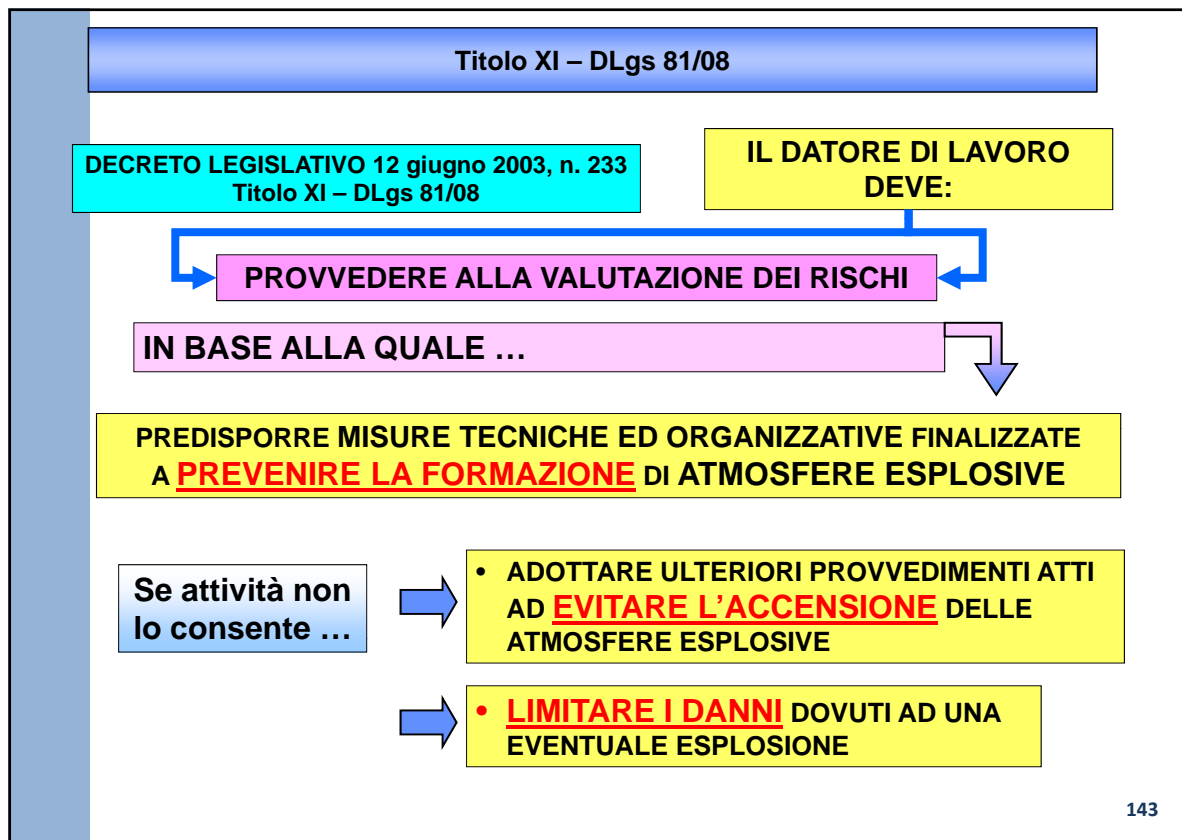 Titolo XI – DLgs 81/08
DECRETO LEGISLATIVO 12 giugno 2003, n. 233
Titolo XI – DLgs 81/08
IL DATORE DI LAVORO
DEVE:
PROVVEDERE ALLA VALUTAZIONE DEI RISCHI
IN BASE ALLA QUALE …
PREDISPORRE MISURE TECNICHE ED ORGANIZZATIVE FINALIZZATE
A PREVENIRE LA FORMAZIONE DI ATMOSFERE ESPLOSIVE
Se attività non
lo consente …
• ADOTTARE ULTERIORI PROVVEDIMENTI ATTI
AD EVITARE L’ACCENSIONE DELLE
ATMOSFERE ESPLOSIVE
• LIMITARE I DANNI DOVUTI AD UNA
EVENTUALE ESPLOSIONE
143